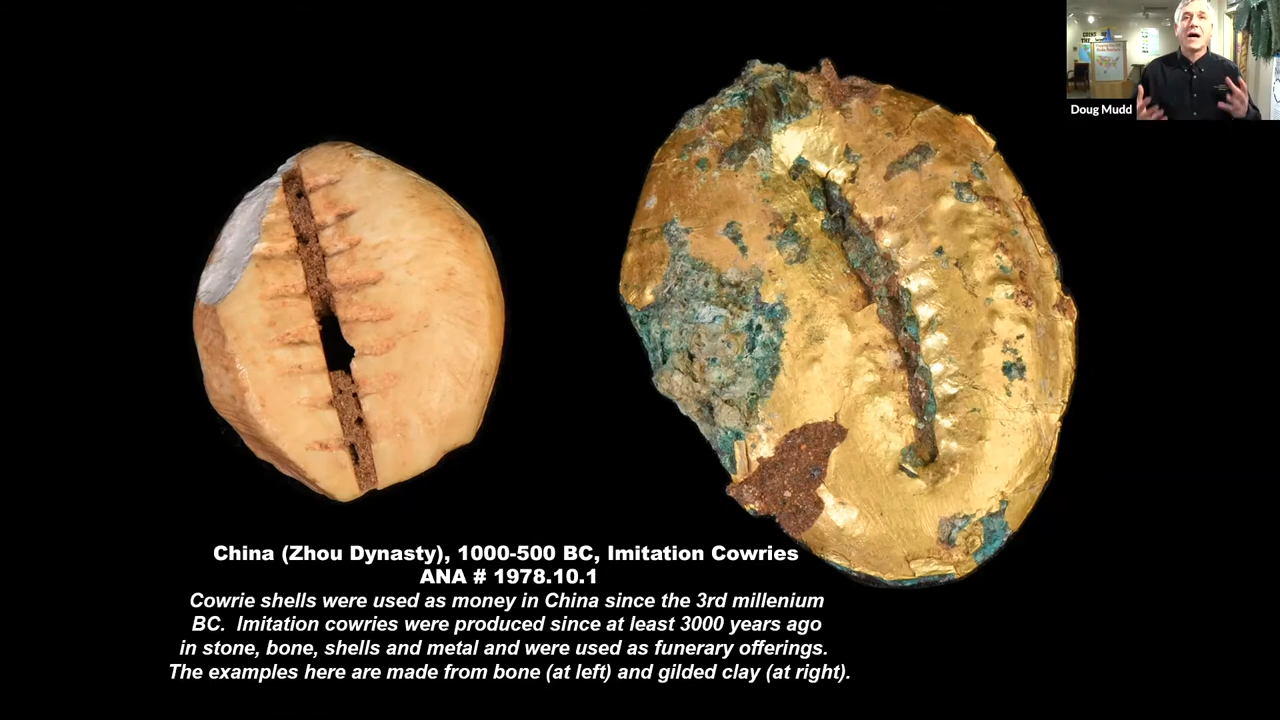 Doug Mudd
China (Zhou Dynasty), 1000-500 BC, Imitation Cowries
ANA # 1978.10.1
Cowrie shells were used as money in China since the 3rd millenium
BC.  Imitation cowries were produced since at least 3000 years ago
in stone, bone, shells and metal and were used as funerary offerings.
The examples here are made from bone (at left) and gilded clay (at right).